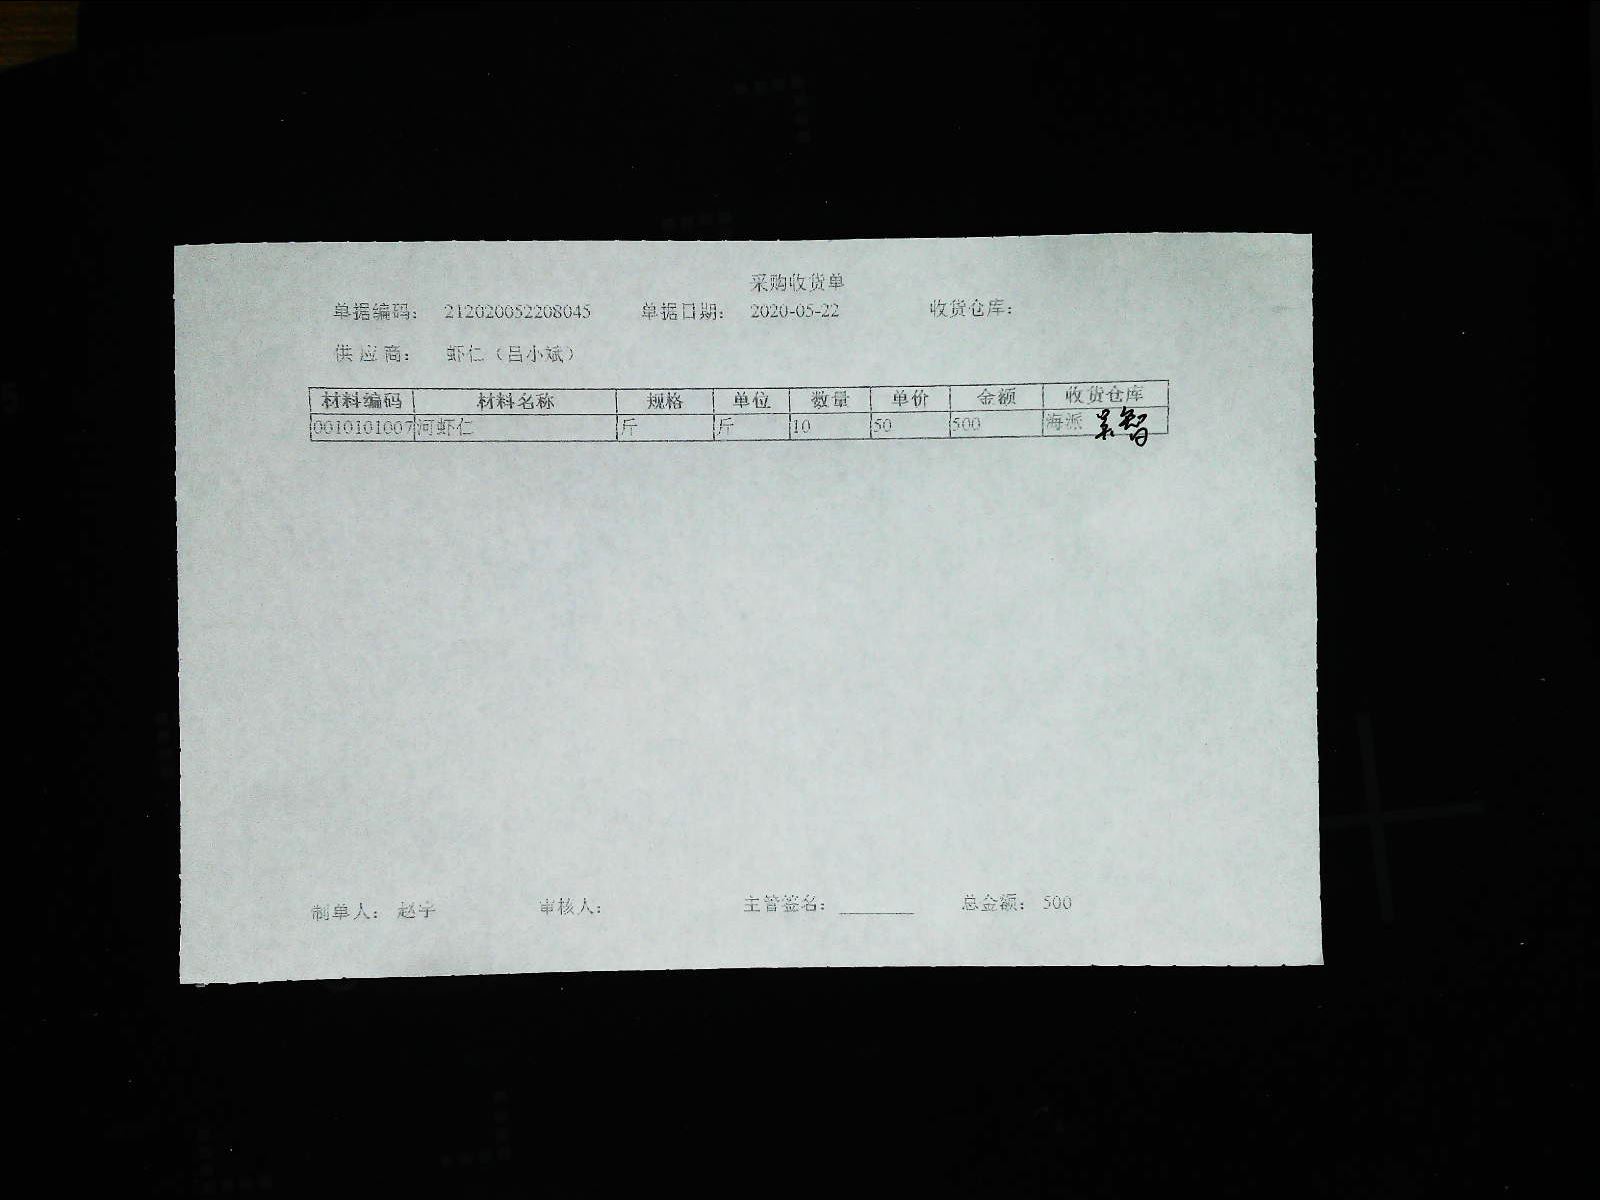 采购收货单
单据编码： 212020052208045 单据日期： 2020-05-22 收货仓库：
供应商： 虾仁（吕小斌）
材料编码 材料名称 规格 单位 数量 单价 金额 收货仓库
0010101007 河虾仁 斤 斤 10 50 500 海派 吴智
制单人： 赵宇 审核人： 主管签名： ________ 总金额： 500